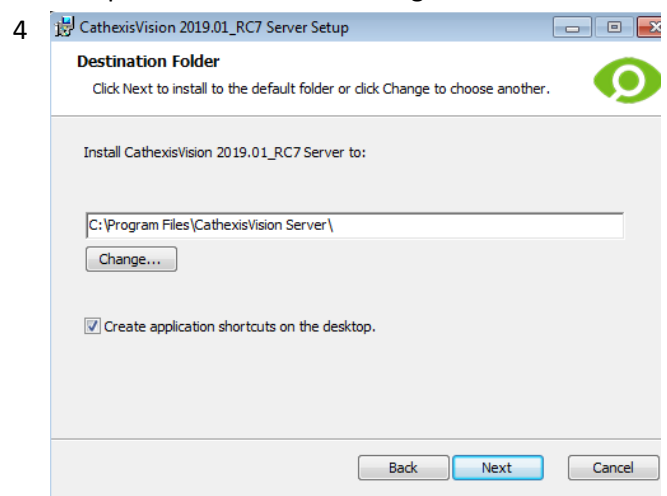 4
CathexisVision 2019.01_RC7 Server Setup
Destination Folder
Click Next to install to the default folder or click Change to choose another.
Install CathexisVision 2019.01_RC7 Server to:
C:\Program Files\CathexisVision Server\
Change...
Create application shortcuts on the desktop.
Back Next Cancel